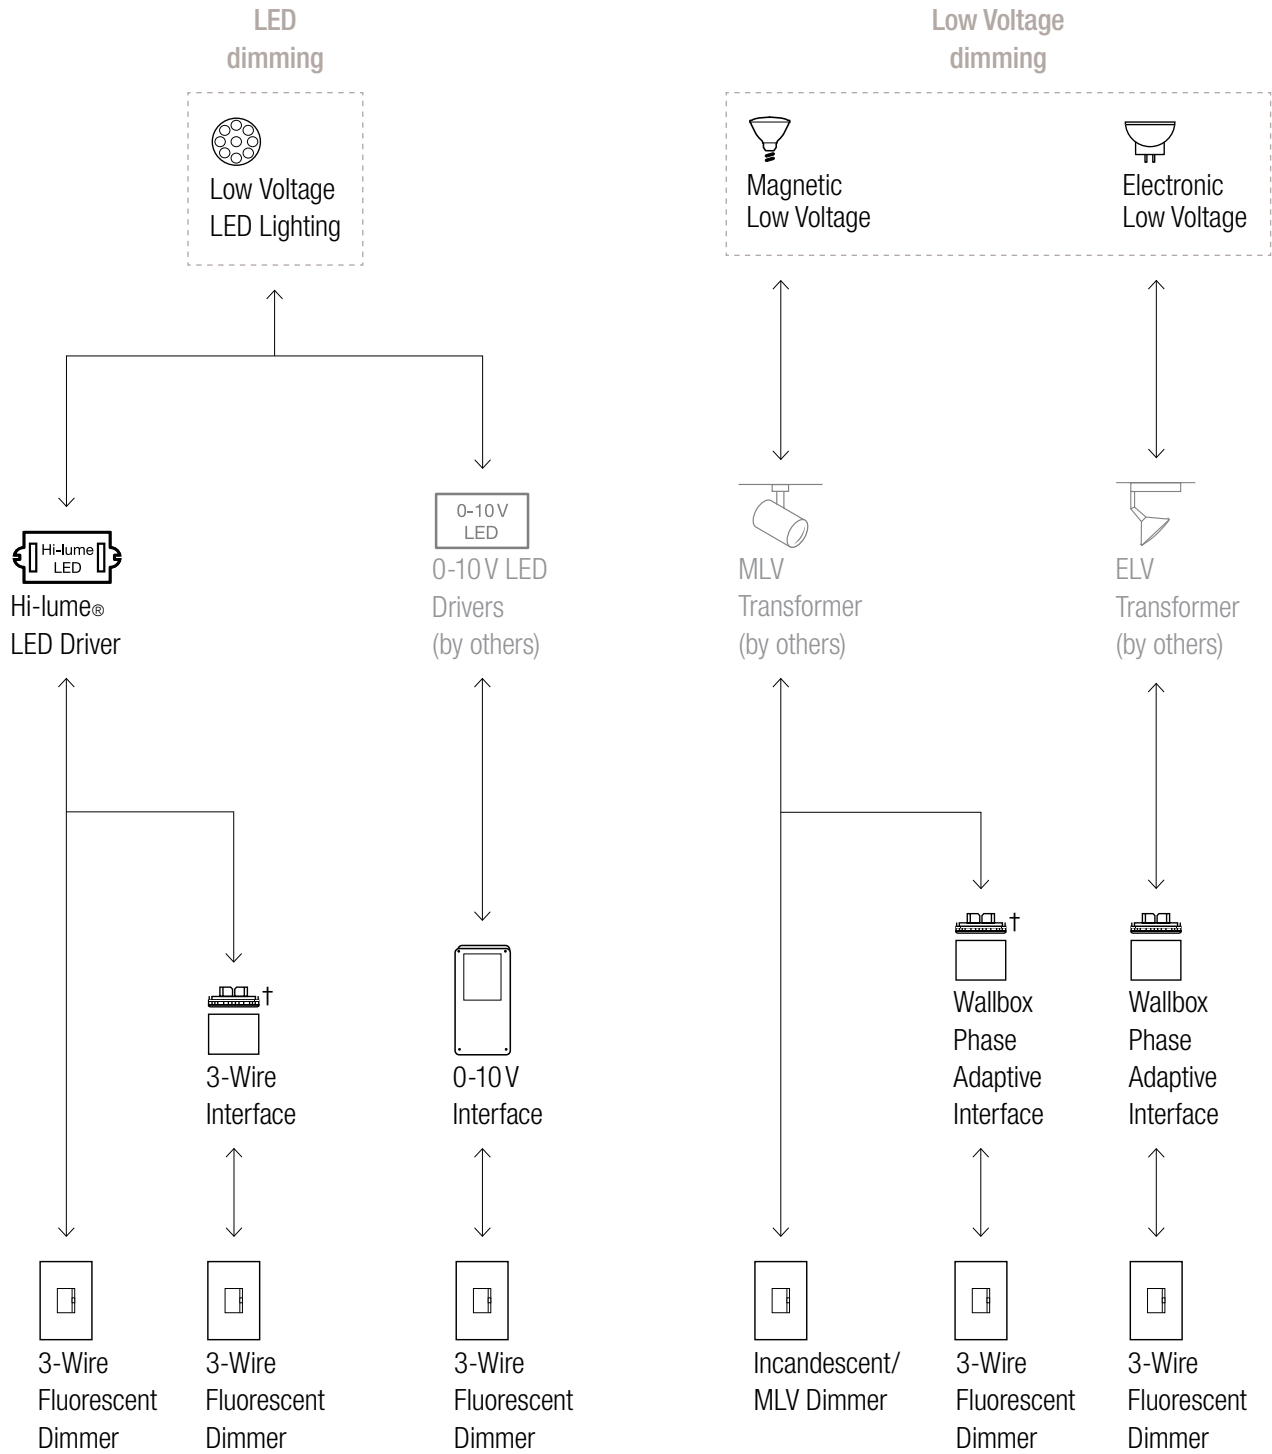 LED
dimming
Low Voltage
dimming
Low Voltage
LED Lighting
Magnetic
Low Voltage
Electronic
Low Voltage
Hi-lume
LED
Hi-lume®
LED Driver
0-10 V
LED
0-10 V LED
Drivers
(by others)
MLV
Transformer
(by others)
ELV
Transformer
(by others)
†
3-Wire
Interface
0-10 V
Interface
†
Wallbox
Phase
Adaptive
Interface
Wallbox
Phase
Adaptive
Interface
3-Wire
Fluorescent
Dimmer
3-Wire
Fluorescent
Dimmer
3-Wire
Fluorescent
Dimmer
Incandescent/
MLV Dimmer
3-Wire
Fluorescent
Dimmer
3-Wire
Fluorescent
Dimmer